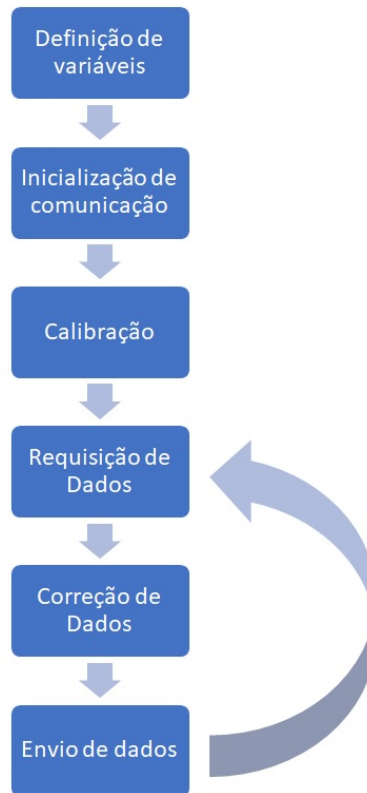 Definição de
variáveis
Inicialização de
comunicação
Calibração
Requisição de
Dados
Correção de
Dados
Envio de dados